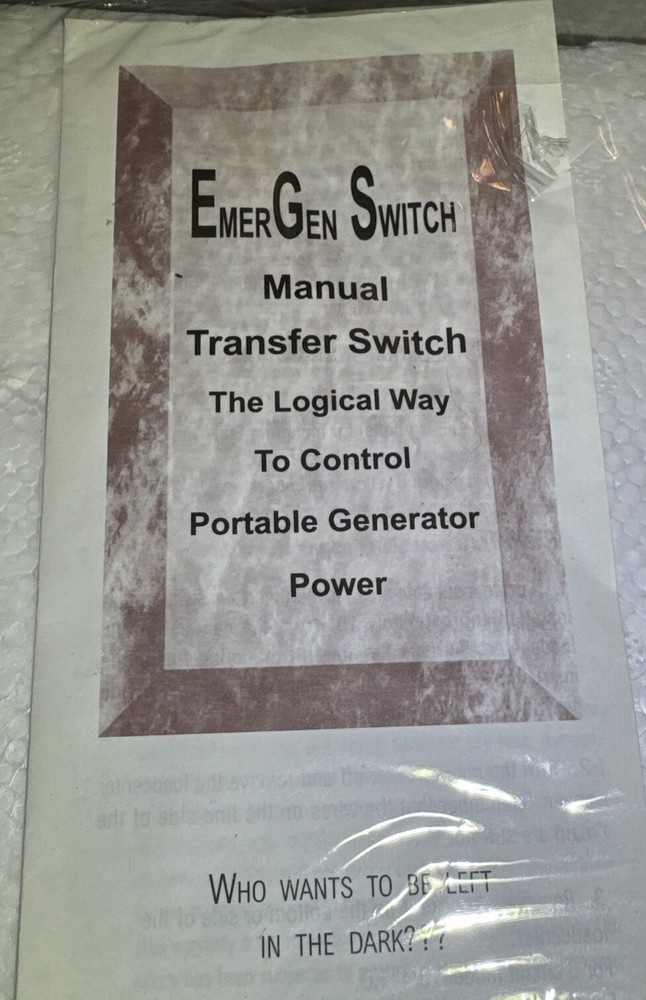 EMERGEN SWITCH
Manual
Transfer Switch
The Logical Way
To Control
Portable Generator
Power
WHO WANTS TO BE LEFT
IN THE DARK???